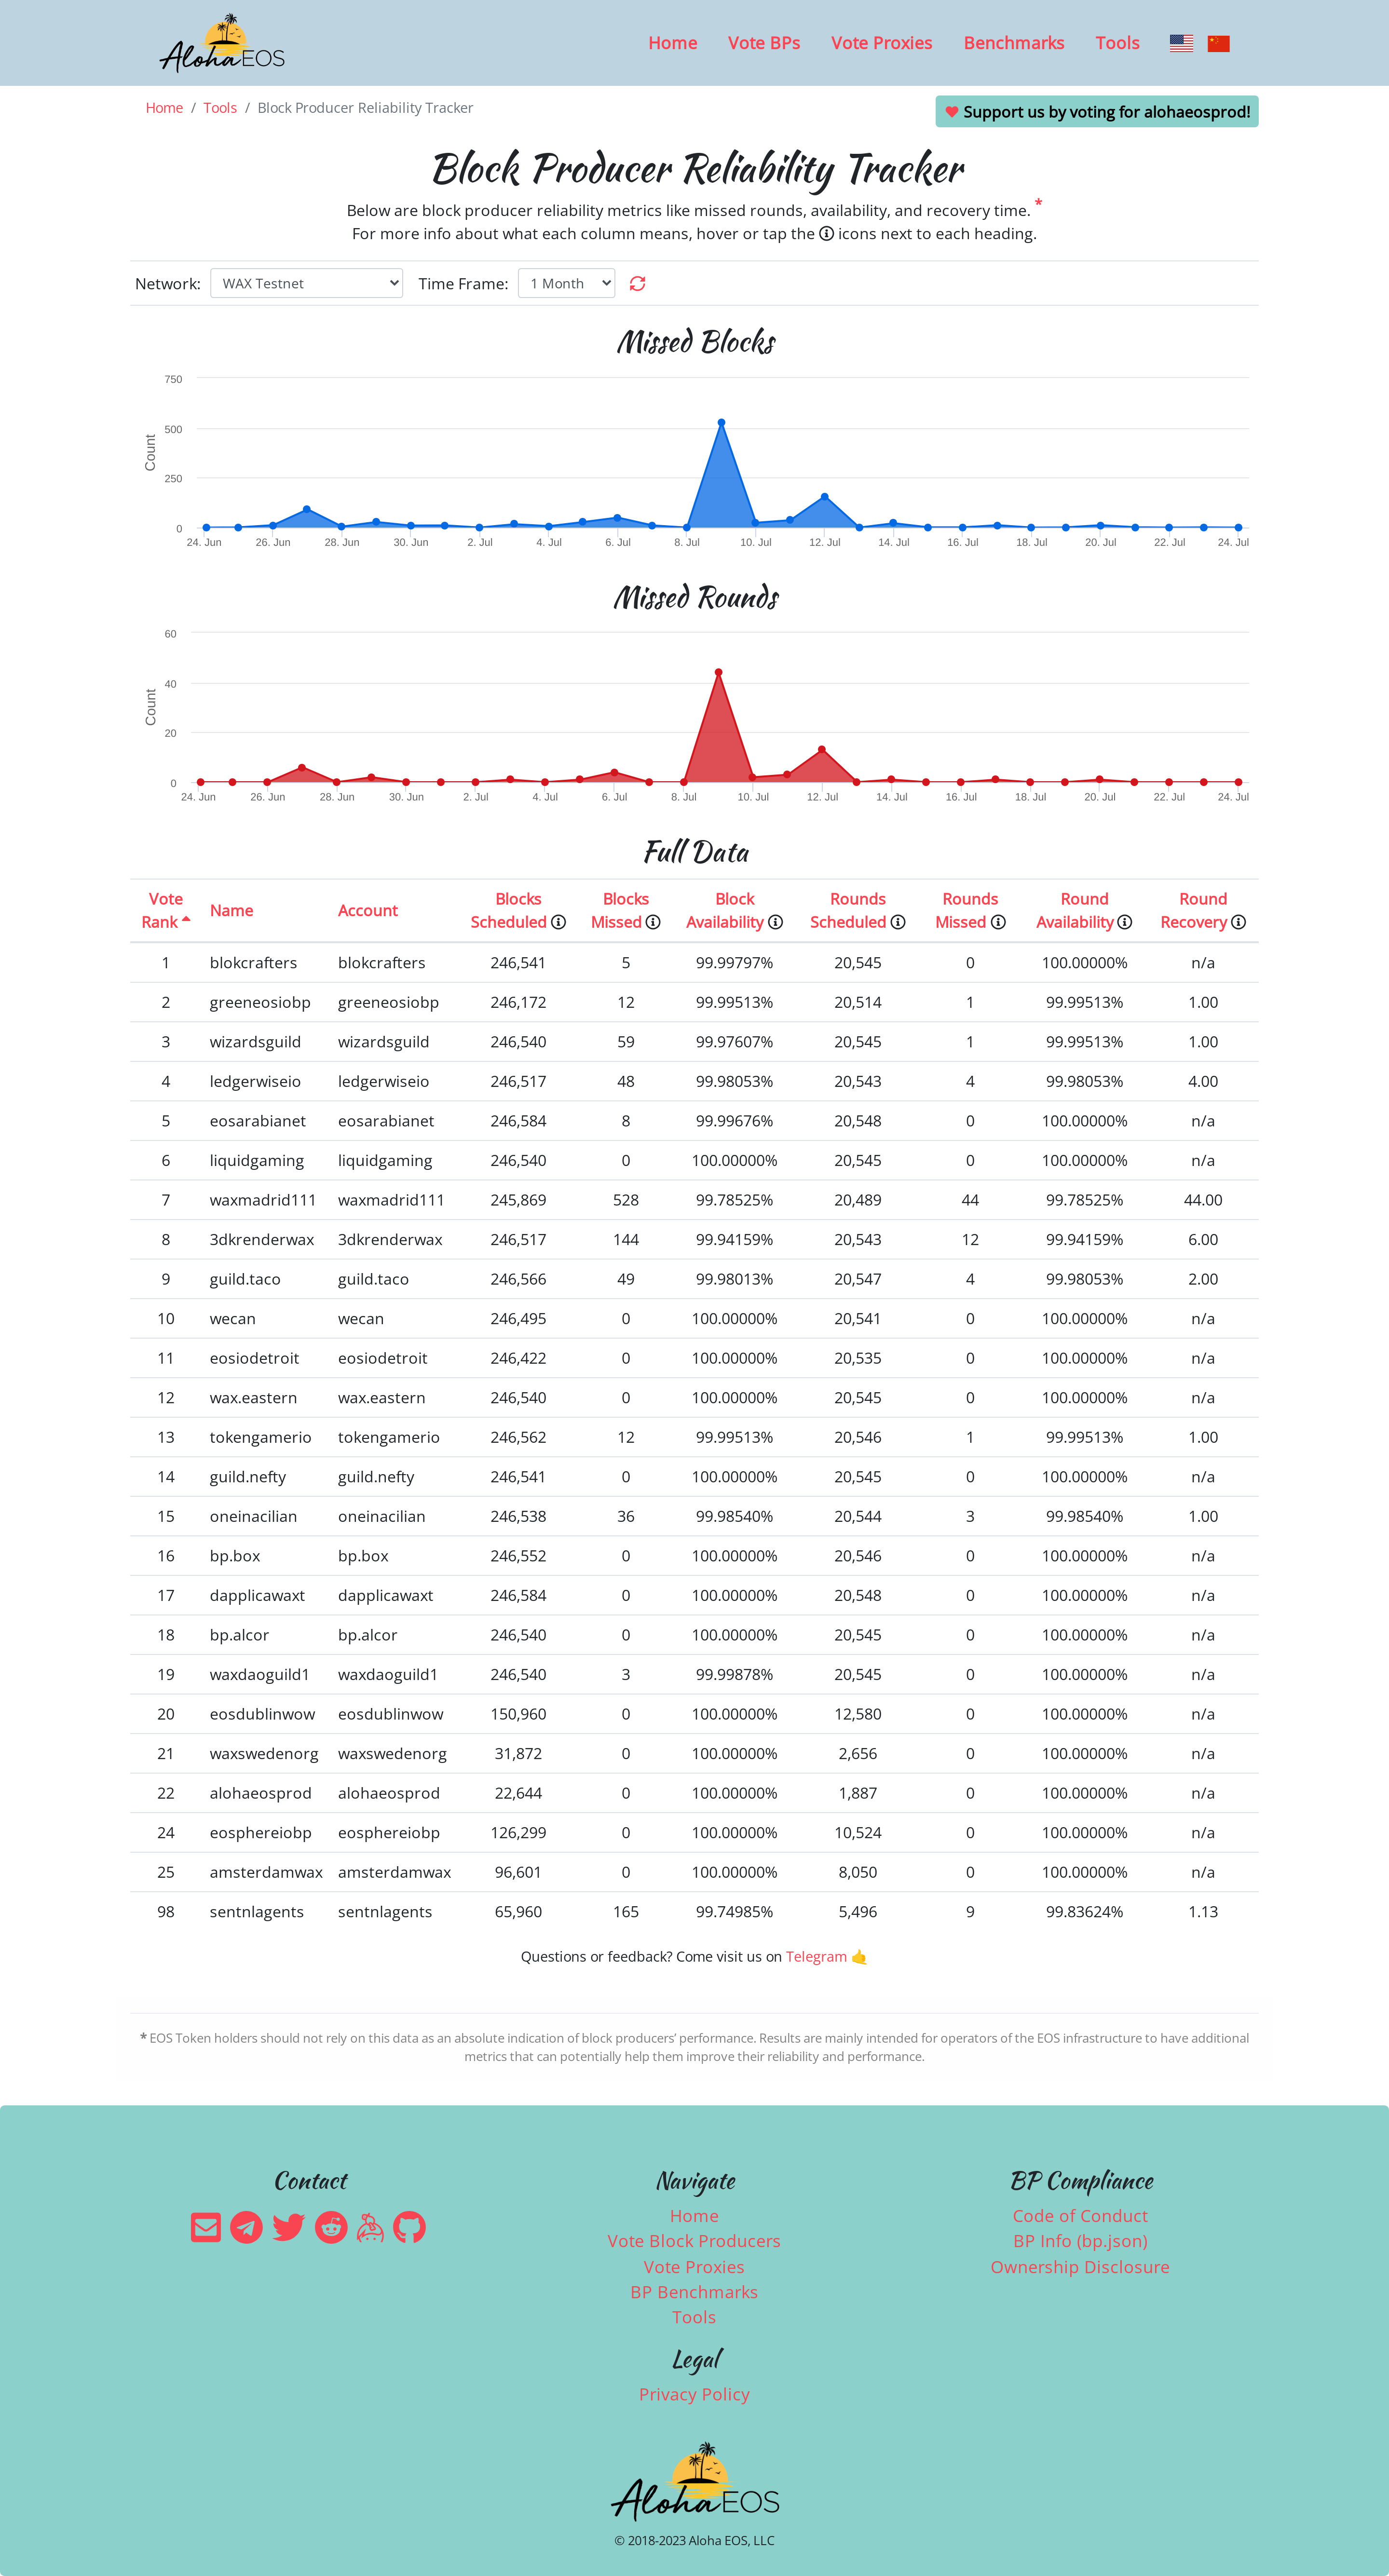 Aloha EOS
Home Vote BPs Vote Proxies Benchmarks Tools
Home / Tools / Block Producer Reliability Tracker
Support us by voting for alohaeosprod!
Block Producer Reliability Tracker
Below are block producer reliability metrics like missed rounds, availability, and recovery time. *
For more info about what each column means, hover or tap the icons next to each heading.
Network: WAX Testnet Time Frame: 1 Month
Missed Blocks
750
500
250
0
Count
24. Jun 26. Jun 28. Jun 30. Jun 2. Jul 4. Jul 6. Jul 8. Jul 10. Jul 12. Jul 14. Jul 16. Jul 18. Jul 20. Jul 22. Jul 24. Jul
Missed Rounds
60
40
20
0
Count
24. Jun 26. Jun 28. Jun 30. Jun 2. Jul 4. Jul 6. Jul 8. Jul 10. Jul 12. Jul 14. Jul 16. Jul 18. Jul 20. Jul 22. Jul 24. Jul
Full Data
Vote Rank Name Account Blocks Scheduled Blocks Missed Block Availability Rounds Scheduled Rounds Missed Round Availability Round Recovery
1 blokcrafters blokcrafters 246,541 5 99.99797% 20,545 0 100.00000% n/a
2 greeneosiobp greeneosiobp 246,172 12 99.99513% 20,514 1 99.99513% 1.00
3 wizardsguild wizardsguild 246,540 59 99.97607% 20,545 1 99.99513% 1.00
4 ledgerwiseio ledgerwiseio 246,517 48 99.98053% 20,543 4 99.98053% 4.00
5 eosarabianet eosarabianet 246,584 8 99.99676% 20,548 0 100.00000% n/a
6 liquidgaming liquidgaming 246,540 0 100.00000% 20,545 0 100.00000% n/a
7 waxmadrid111 waxmadrid111 245,869 528 99.78525% 20,489 44 99.78525% 44.00
8 3dkrenderwax 3dkrenderwax 246,517 144 99.94159% 20,543 12 99.94159% 6.00
9 guild.taco guild.taco 246,566 49 99.98013% 20,547 4 99.98053% 2.00
10 wecan wecan 246,495 0 100.00000% 20,541 0 100.00000% n/a
11 eosiodetroit eosiodetroit 246,422 0 100.00000% 20,535 0 100.00000% n/a
12 wax.eastern wax.eastern 246,540 0 100.00000% 20,545 0 100.00000% n/a
13 tokengamerio tokengamerio 246,562 12 99.99513% 20,546 1 99.99513% 1.00
14 guild.nefty guild.nefty 246,541 0 100.00000% 20,545 0 100.00000% n/a
15 oneinacilian oneinacilian 246,538 36 99.98540% 20,544 3 99.98540% 1.00
16 bp.box bp.box 246,552 0 100.00000% 20,546 0 100.00000% n/a
17 dapplicawaxt dapplicawaxt 246,584 0 100.00000% 20,548 0 100.00000% n/a
18 bp.alcor bp.alcor 246,540 0 100.00000% 20,545 0 100.00000% n/a
19 waxdaoguild1 waxdaoguild1 246,540 3 99.99878% 20,545 0 100.00000% n/a
20 eosdublinwow eosdublinwow 150,960 0 100.00000% 12,580 0 100.00000% n/a
21 waxswedenorg waxswedenorg 31,872 0 100.00000% 2,656 0 100.00000% n/a
22 alohaeosprod alohaeosprod 22,644 0 100.00000% 1,887 0 100.00000% n/a
24 eosphereiobp eosphereiobp 126,299 0 100.00000% 10,524 0 100.00000% n/a
25 amsterdamwax amsterdamwax 96,601 0 100.00000% 8,050 0 100.00000% n/a
98 sentnlagents sentnlagents 65,960 165 99.74985% 5,496 9 99.83624% 1.13
Questions or feedback? Come visit us on Telegram 🤙
* EOS Token holders should not rely on this data as an absolute indication of block producers’ performance. Results are mainly intended for operators of the EOS infrastructure to have additional
metrics that can potentially help them improve their reliability and performance.
Contact
Navigate
Home
Vote Block Producers
Vote Proxies
BP Benchmarks
Tools
Legal
Privacy Policy
BP Compliance
Code of Conduct
BP Info (bp.json)
Ownership Disclosure
Aloha EOS
© 2018-2023 Aloha EOS, LLC